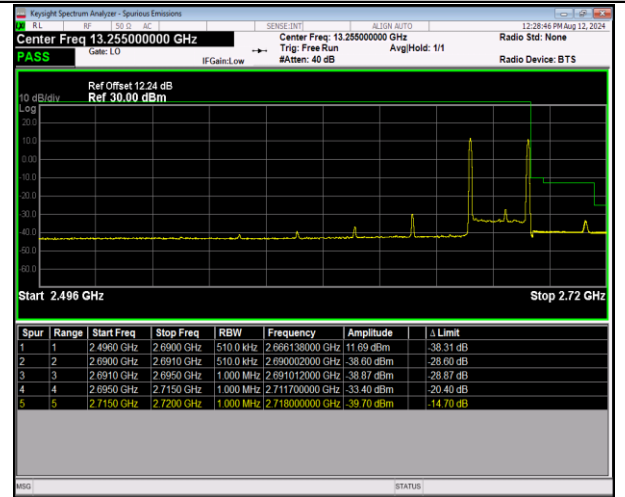 Keysight Spectrum Analyzer - Spurious Emissions
RL RF 50 Ω AC SENSE:INT ALIGN AUTO 12:28:46 PM Aug 12, 2024
Center Freq 13.255000000 GHz Center Freq: 13.255000000 GHz Radio Std: None
PASS Gate: LO IFGain:Low Trig: Free Run Avg|Hold: 1/1
#Atten: 40 dB Radio Device: BTS
Ref Offset 12.24 dB
10 dB/div Ref 30.00 dBm
Log
20.0
10.0
0.00
-10.0
-20.0
-30.0
-40.0
-50.0
-60.0
Start 2.496 GHz Stop 2.72 GHz
Spur Range Start Freq Stop Freq RBW Frequency Amplitude Δ Limit
1 1 2.4960 GHz 2.6900 GHz 510.0 kHz 2.666138000 GHz 11.69 dBm -38.31 dB
2 2 2.6900 GHz 2.6910 GHz 510.0 kHz 2.690002000 GHz -38.60 dBm -28.60 dB
3 3 2.6910 GHz 2.6950 GHz 1.000 MHz 2.691012000 GHz -38.87 dBm -28.87 dB
4 4 2.6950 GHz 2.7150 GHz 1.000 MHz 2.711700000 GHz -33.40 dBm -20.40 dB
5 5 2.7150 GHz 2.7200 GHz 1.000 MHz 2.718000000 GHz -39.70 dBm -14.70 dB
MSG STATUS